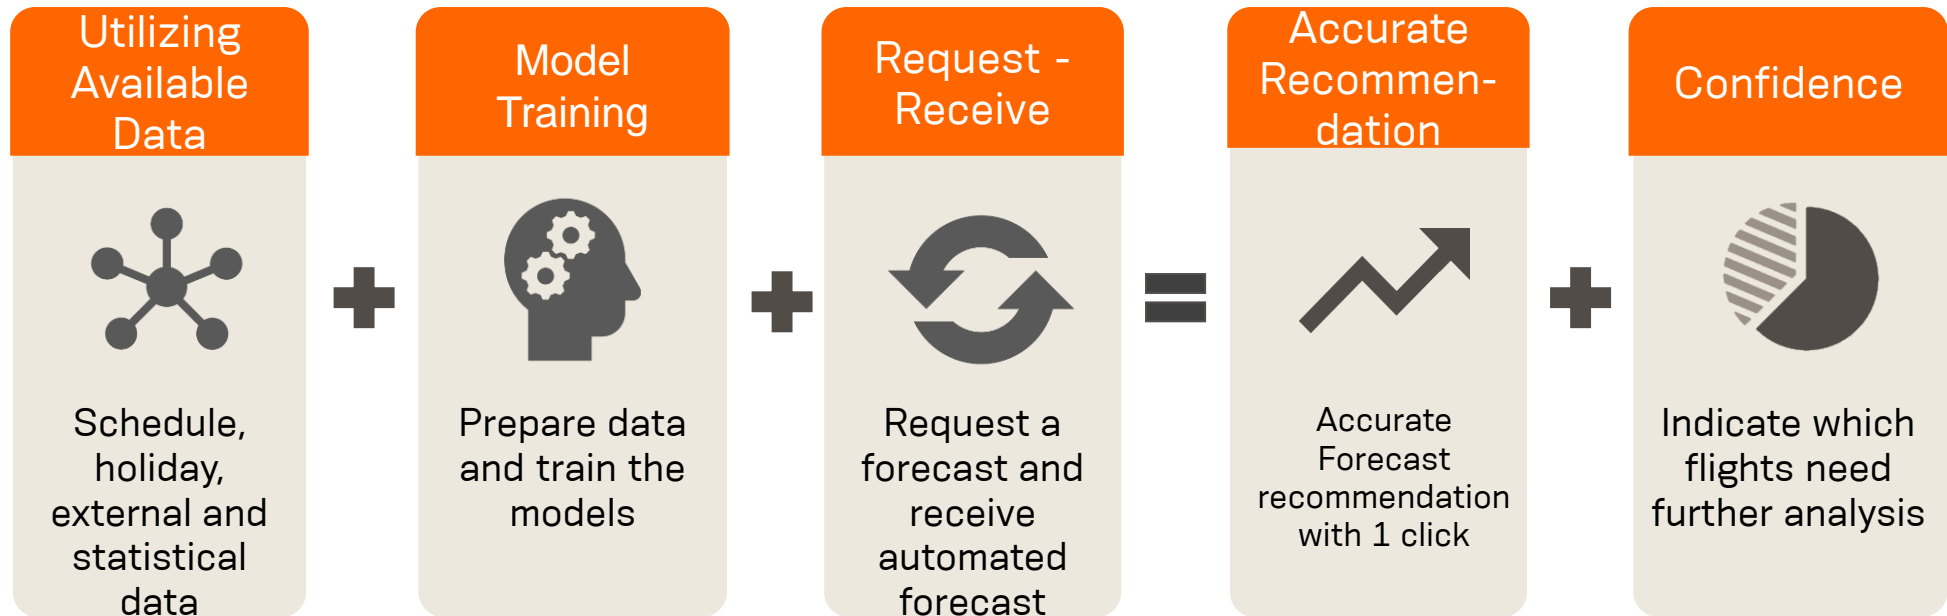 Utilizing
Available
Data
Schedule,
holiday,
external and
statistical
data
Model
Training
Prepare data
and train the
models
Request -
Receive
Request a
forecast and
receive
automated
forecast
Accurate
Recommen-
dation
Accurate
Forecast
recommendation
with 1 click
Confidence
Indicate which
flights need
further analysis